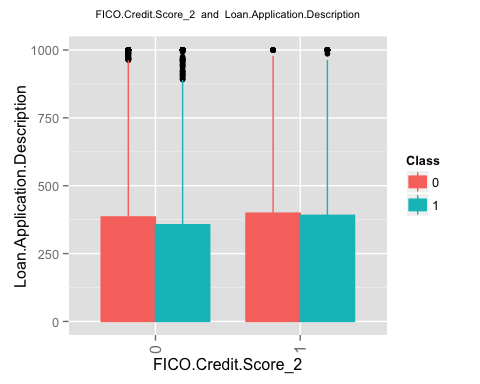 FICO.Credit.Score_2 and Loan.Application.Description
1000
750
500
250
0
Loan.Application.Description
0
1
FICO.Credit.Score_2
Class
0
1